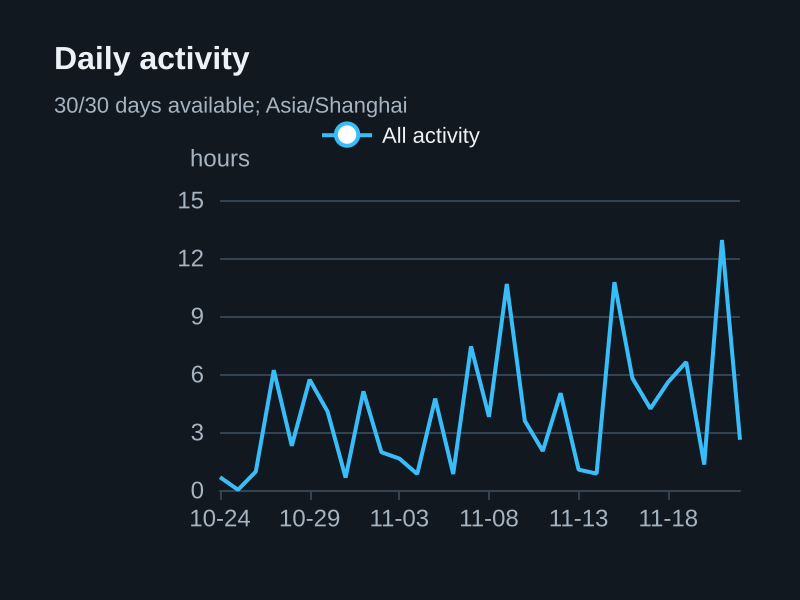 Daily activity
30/30 days available; Asia/Shanghai
All activity
hours
15
12
9
6
3
0
10-24 10-29 11-03 11-08 11-13 11-18